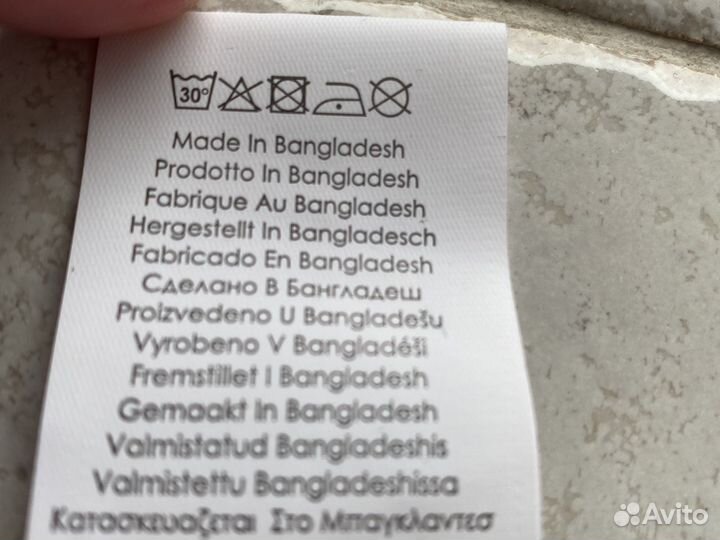 30°
Made In Bangladesh
Prodotto In Bangladesh
Fabrique Au Bangladesh
Hergestellt In Bangladesch
Fabricado En Bangladesh
Сделано В Бангладеш
Proizvedeno U Bangladešu
Vyrobeno V Bangladéši
Fremstillet I Bangladesh
Gemaakt In Bangladesh
Valmistatud Bangladeshis
Valmistettu Bangladeshissa
Κατασκευαζεται Στο Μπαγκλαντεσ
Avito